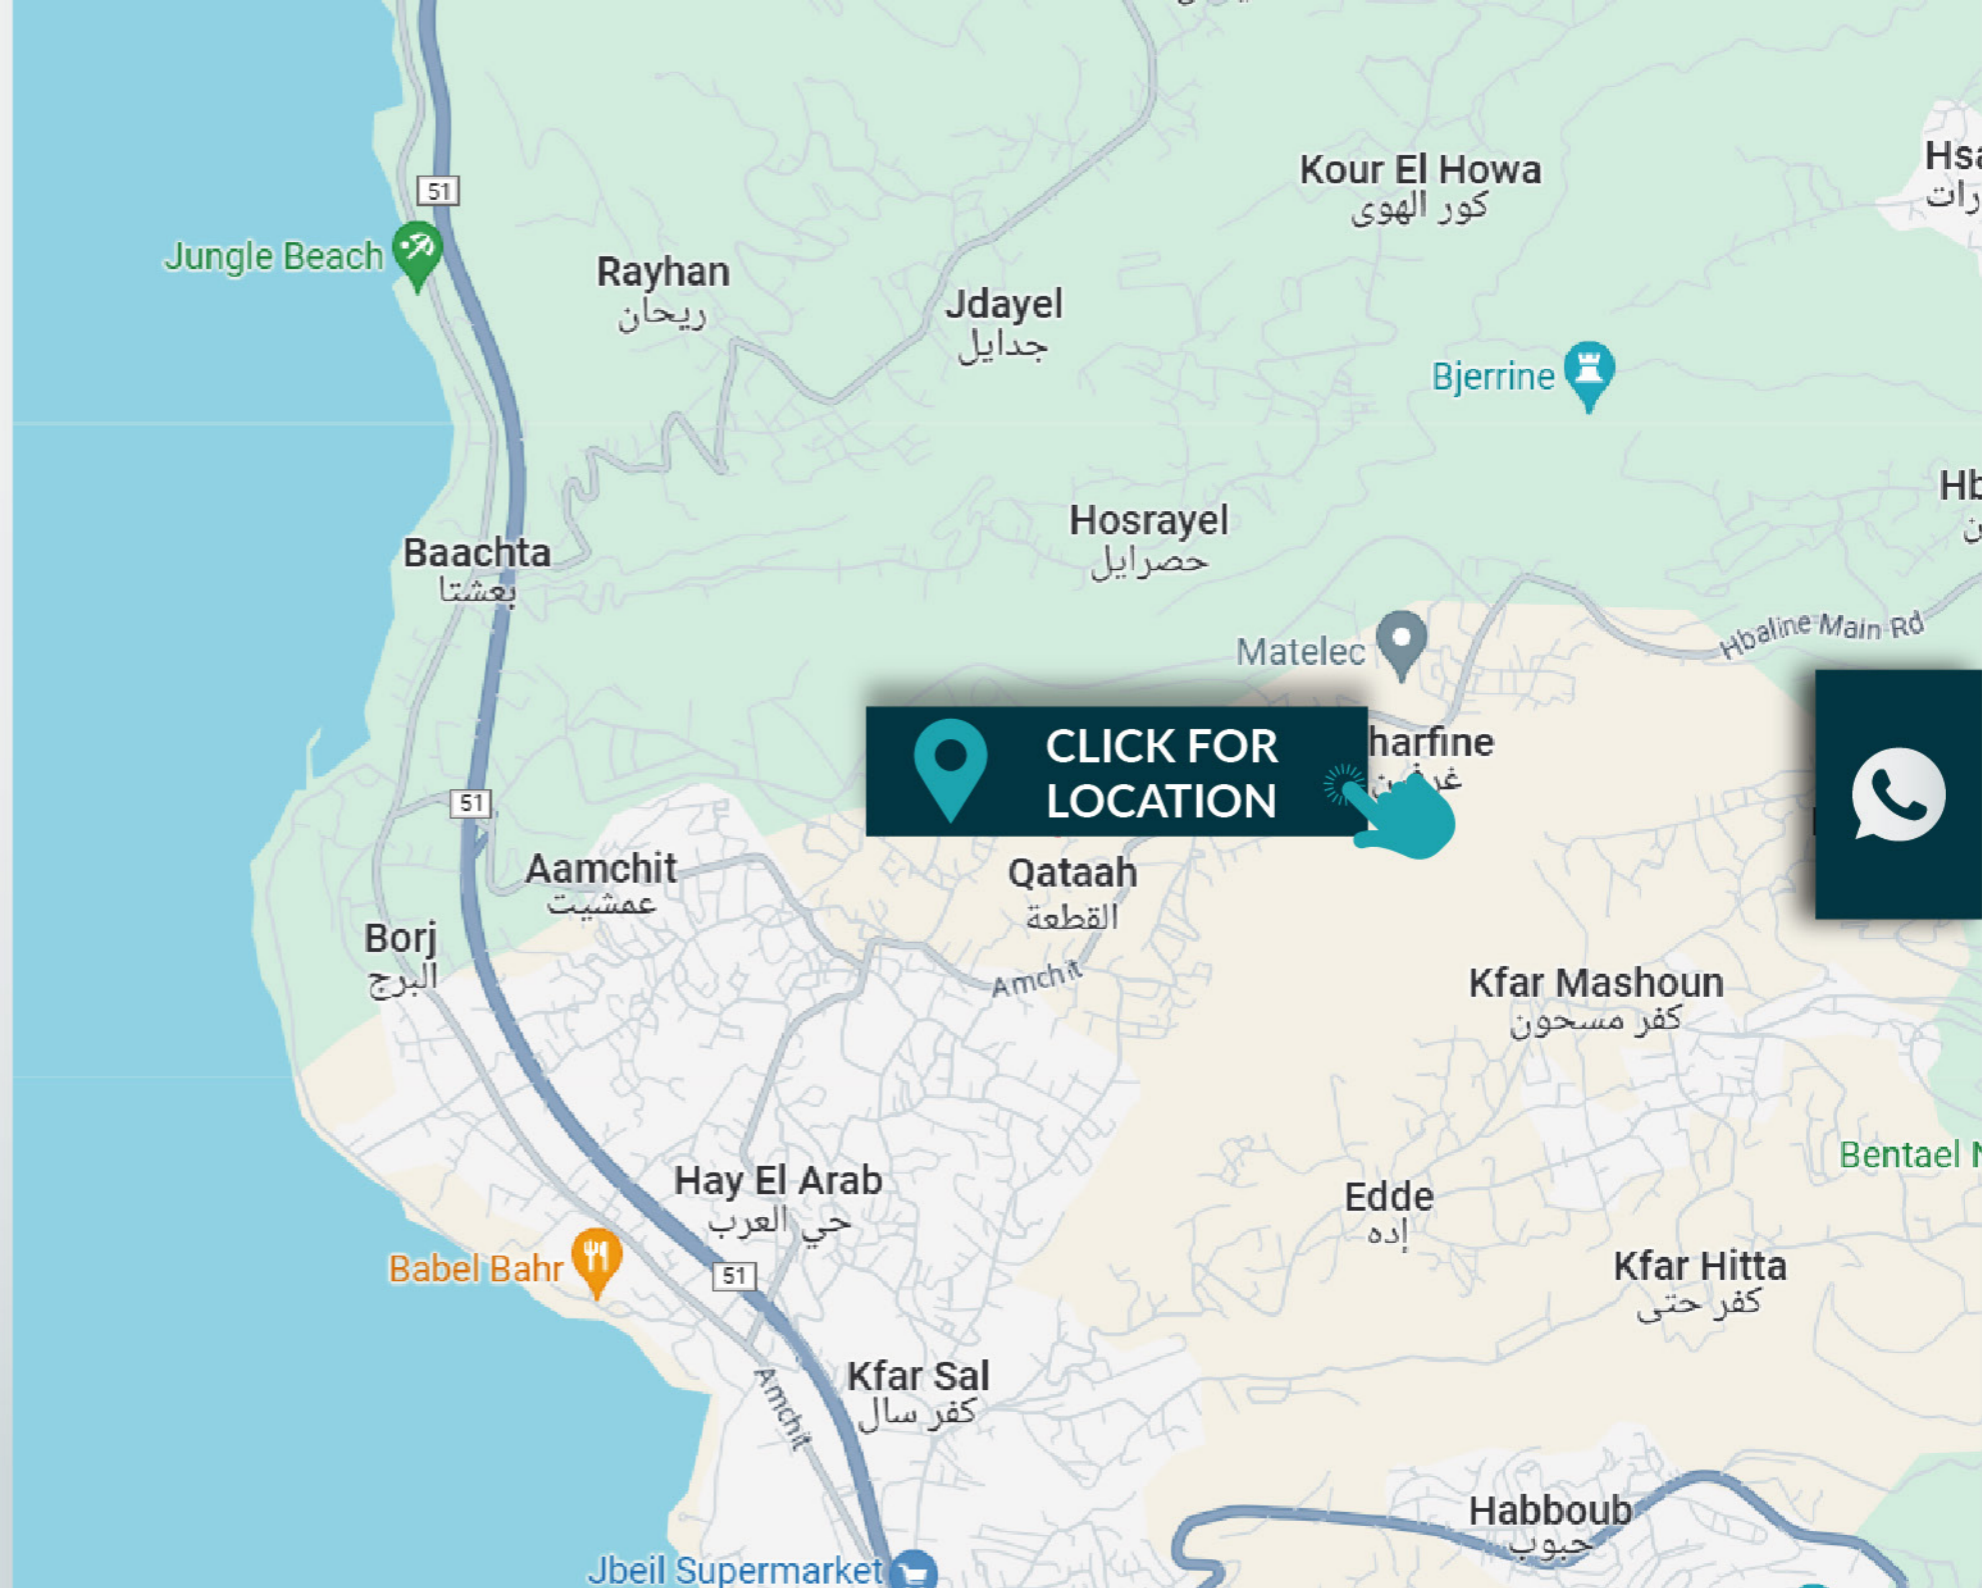 51
Jungle Beach
Rayhan
ريحان
Jdayel
جدايل
Kour El Howa
كور الهوى
Bjerrine
Hosrayel
حصرايل
Baachta
بعشتا
Hbaline Main Rd
Matelec
CLICK FOR
LOCATION
harfine
51
Aamchit
عمشيت
Qataah
القطعة
Borj
البرج
Amchit
Kfar Mashoun
كفر مسحون
Hay El Arab
حي العرب
Bentael
Edde
إده
Babel Bahr
51
Kfar Hitta
كفر حتى
Amchit
Kfar Sal
كفر سال
Habboub
حبوب
Jbeil Supermarket